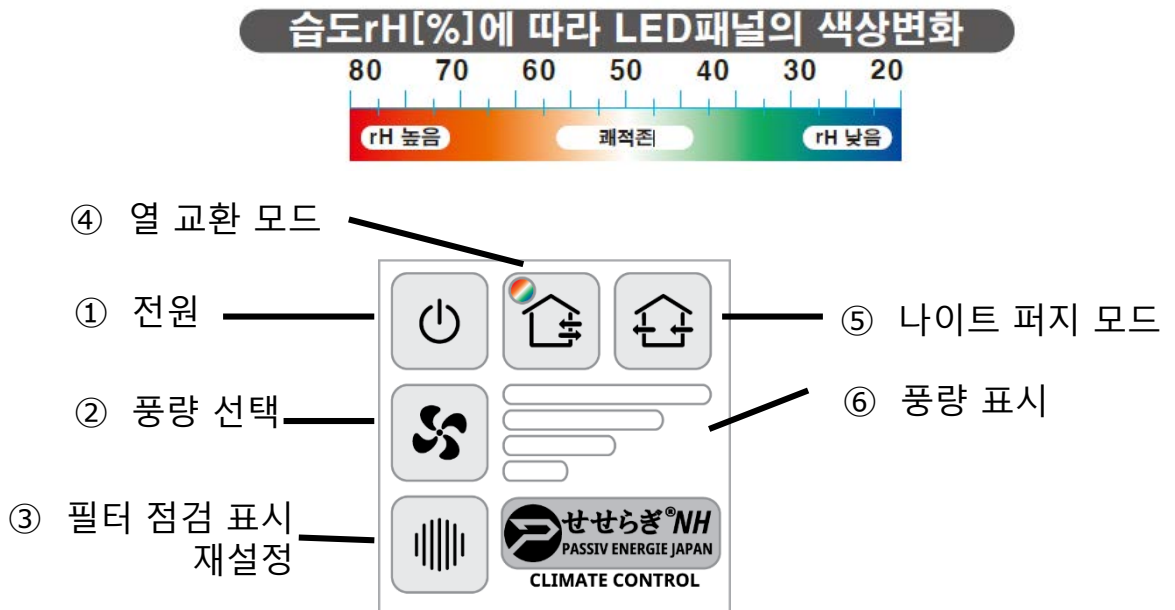 습도rH[%]에 따라 LED패널의 색상변화
80 70 60 50 40 30 20
rH 높음 쾌적존 rH 낮음
④ 열 교환 모드
① 전원
⑤ 나이트 퍼지 모드
② 풍량 선택
⑥ 풍량 표시
③ 필터 점검 표시
재설정
せせらぎ®NH
PASSIV ENERGIE JAPAN
CLIMATE CONTROL